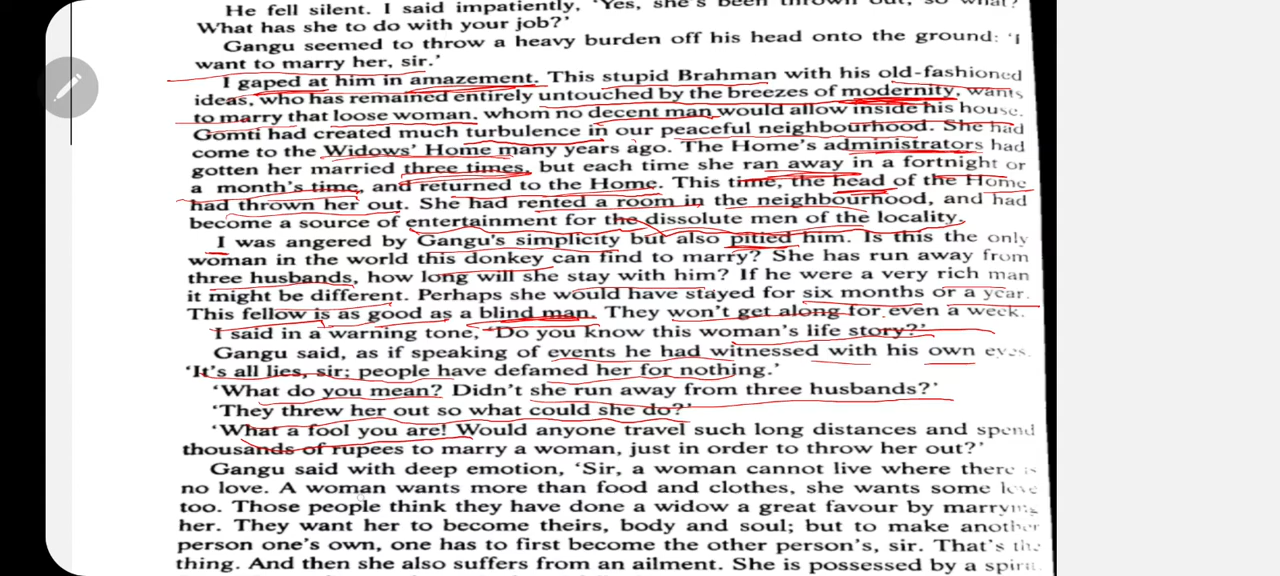 He fell silent. I said impatiently, 'Yes, she's been thrown out, so what?
What has she to do with your job?'
Gangu seemed to throw a heavy burden off his head onto the ground: 'I
want to marry her, sir.'
I gaped at him in amazement. This stupid Brahman with his old-fashioned
ideas, who has remained entirely untouched by the breezes of modernity, wants
to marry that loose woman, whom no decent man would allow inside his house.
Gomti had created much turbulence in our peaceful neighbourhood. She had
come to the Widows' Home many years ago. The Home's administrators had
gotten her married three times, but each time she ran away in a fortnight or
a month's time, and returned to the Home. This time, the head of the Home
had thrown her out. She had rented a room in the neighbourhood, and had
become a source of entertainment for the dissolute men of the locality.
I was angered by Gangu's simplicity but also pitied him. Is this the only
woman in the world this donkey can find to marry? She has run away from
three husbands, how long will she stay with him? If he were a very rich man
it might be different. Perhaps she would have stayed for six months or a year.
This fellow is as good as a blind man. They won't get along for even a week.
I said in a warning tone, 'Do you know this woman's life story?'
Gangu said, as if speaking of events he had witnessed with his own eyes.
'It's all lies, sir; people have defamed her for nothing.'
'What do you mean? Didn't she run away from three husbands?'
'They threw her out so what could she do?'
'What a fool you are! Would anyone travel such long distances and spend
thousands of rupees to marry a woman, just in order to throw her out?'
Gangu said with deep emotion, 'Sir, a woman cannot live where there is
no love. A woman wants more than food and clothes, she wants some love
too. Those people think they have done a widow a great favour by marrying
her. They want her to become theirs, body and soul; but to make another
person one's own, one has to first become the other person's, sir. That's the
thing. And then she also suffers from an ailment. She is possessed by a spirit.